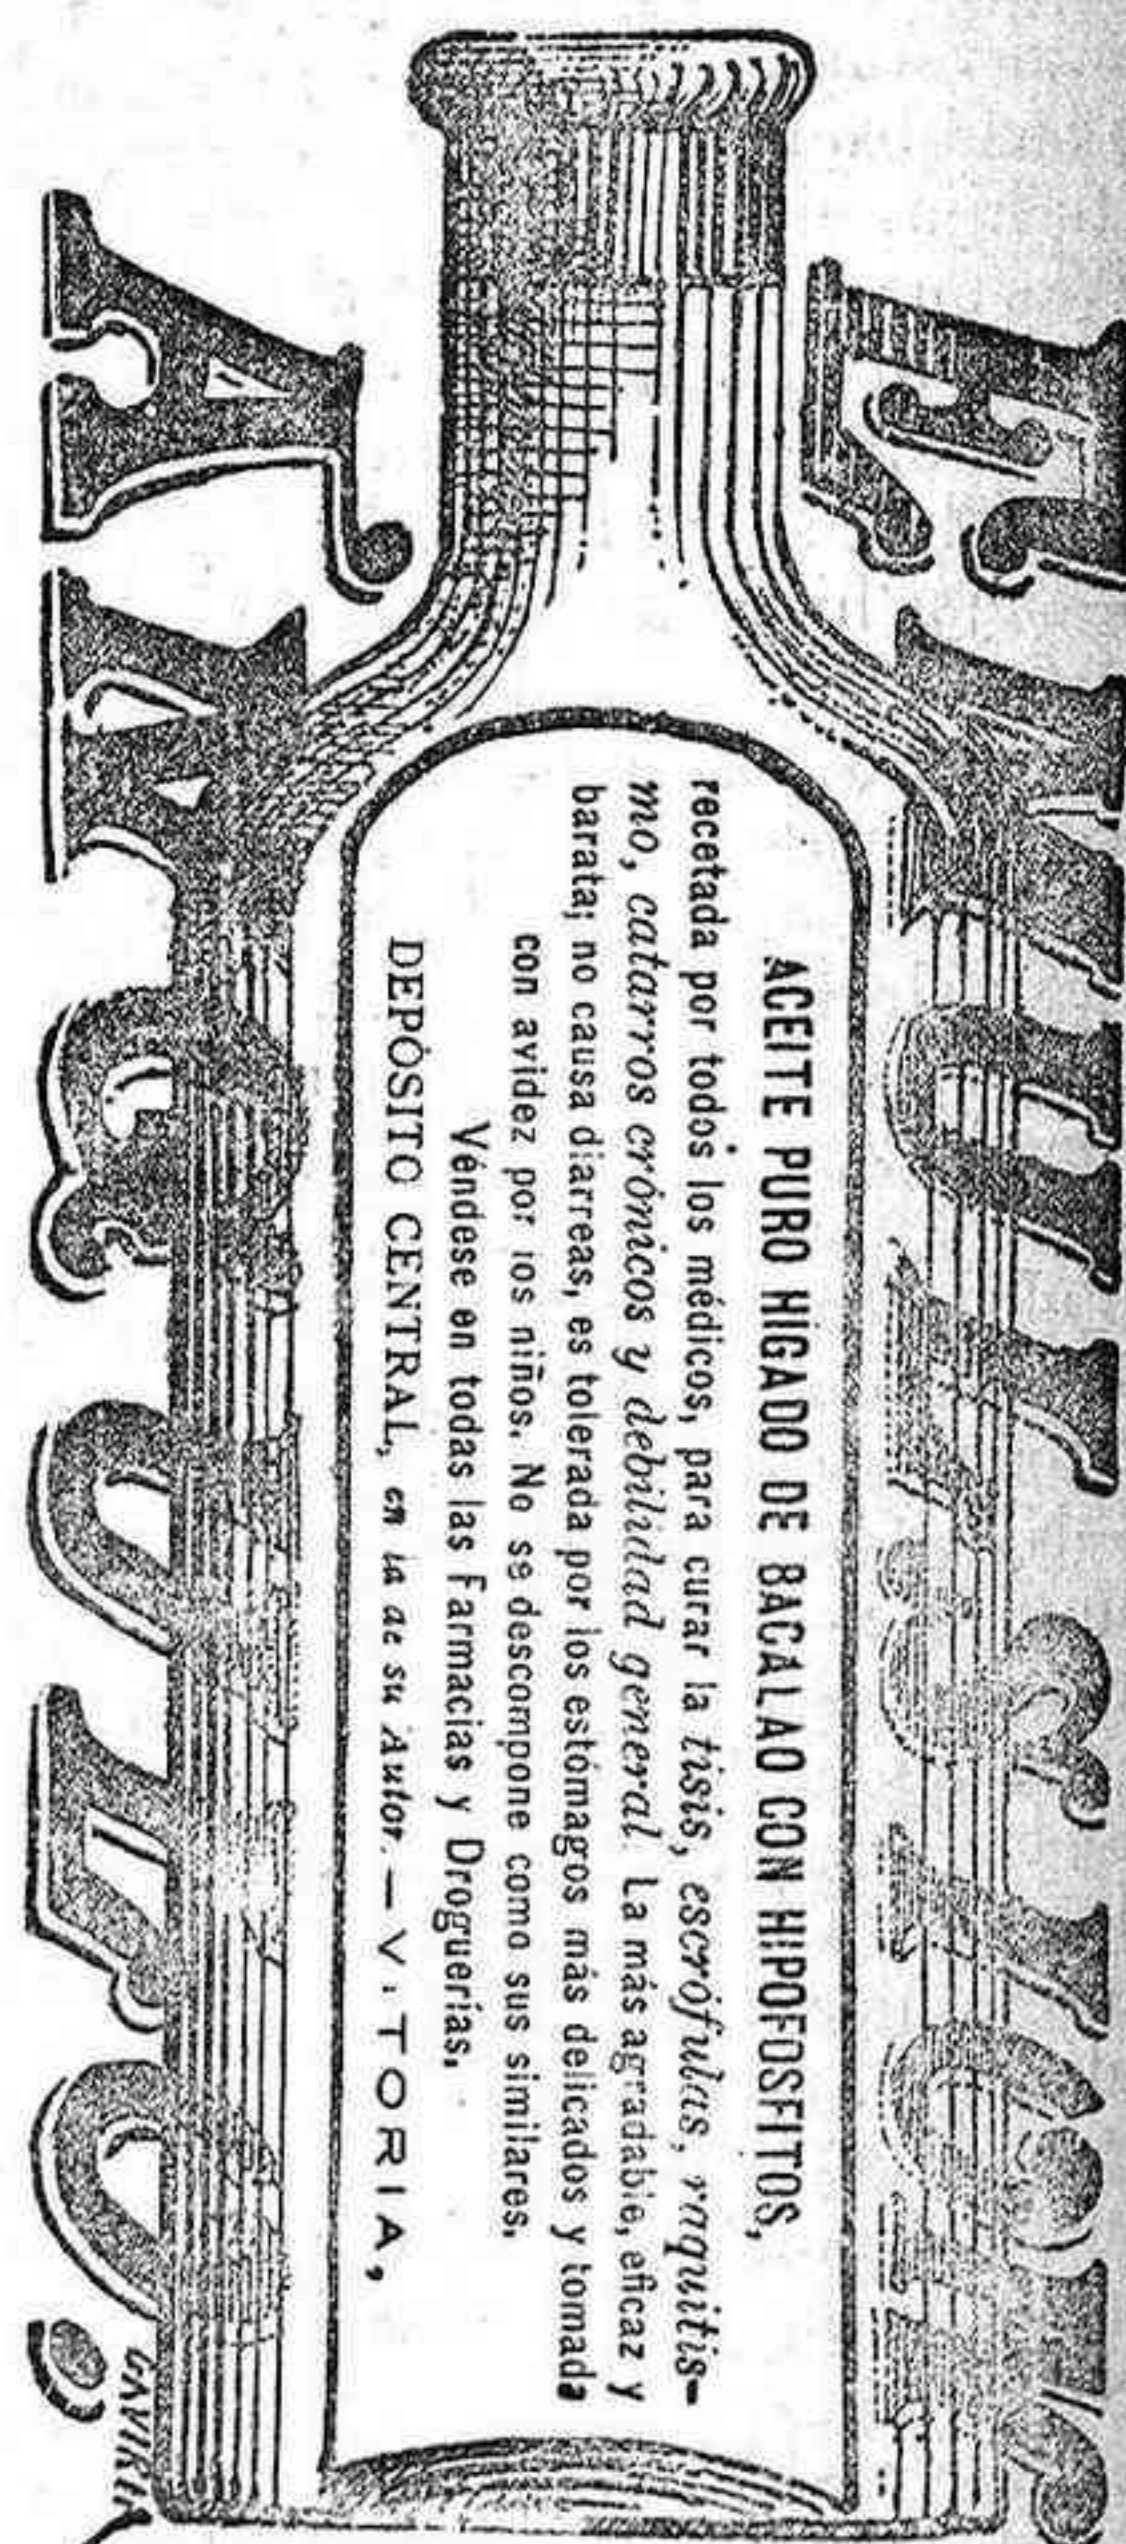 EMULSION
ACEITE PURO HIGADO DE BACALAO CON HIPOFOSFITOS,
recetada por todos los médicos, para curar la tisis, escrófulas, raquitis-
mo, catarros crónicos y debilidad general. La más agradable, eficaz y
barata; no causa diarreas, es tolerada por los estómagos más delicados y tomada
con avidez por los niños. No se descompone como sus similares.
Véndese en todas las Farmacias y Droguerías.
DEPÓSITO CENTRAL, en la de su Autor.—VITORIA,